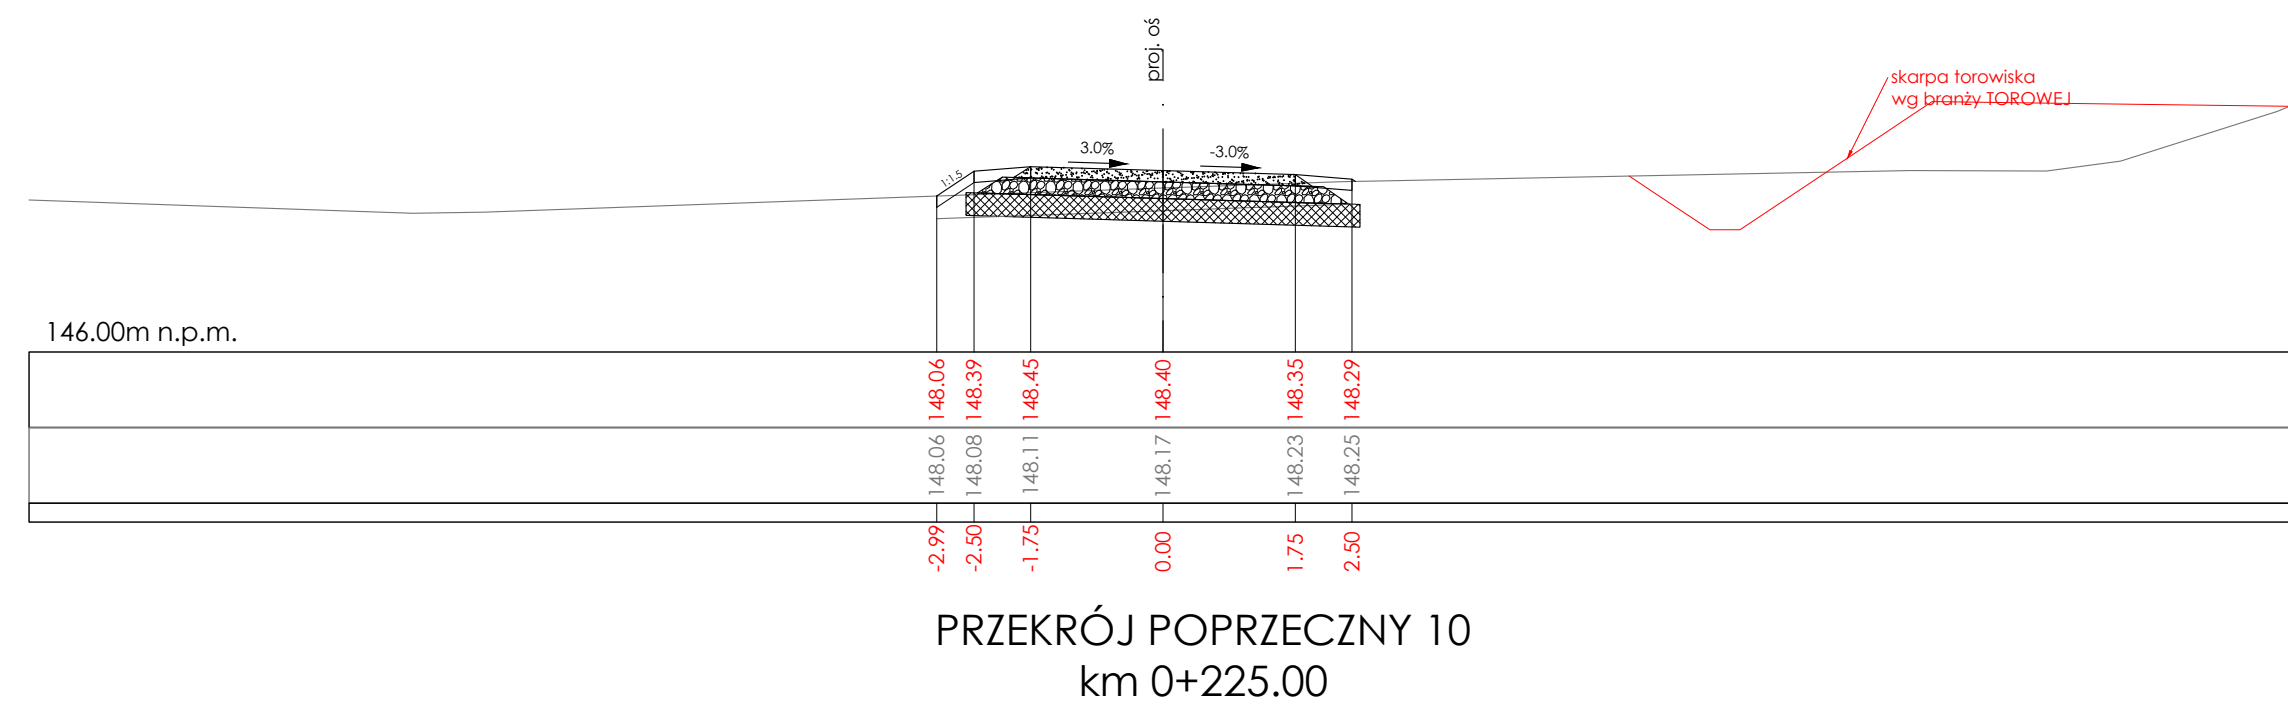 proj. oś
skarpa torowiska
wg branży TOROWEJ
3.0%
-3.0%
1:1.5
146.00m n.p.m.
148.06 148.39 148.45 148.40 148.35 148.29
148.06 148.08 148.11 148.17 148.23 148.25
-2.99 -2.50 -1.75 0.00 1.75 2.50
PRZEKRÓJ POPRZECZNY 10
km 0+225.00